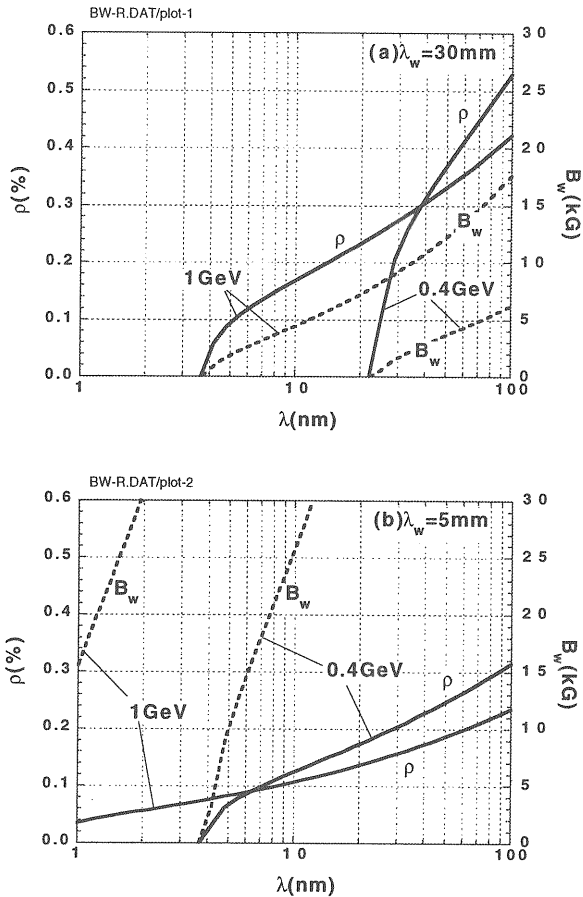 BW-R.DAT/plot-1
0.6
0.5
0.4
0.3
0.2
0.1
0.0
ρ(%)
30
25
20
15
10
5
0
Bw(kG)
(a)λw=30mm
ρ
ρ
Bw
1GeV
0.4GeV
Bw
1
10
100
λ(nm)
BW-R.DAT/plot-2
0.6
0.5
0.4
0.3
0.2
0.1
0.0
ρ(%)
30
25
20
15
10
5
0
Bw(kG)
(b)λw=5mm
Bw
Bw
0.4GeV
1GeV
ρ
ρ
1
10
100
λ(nm)